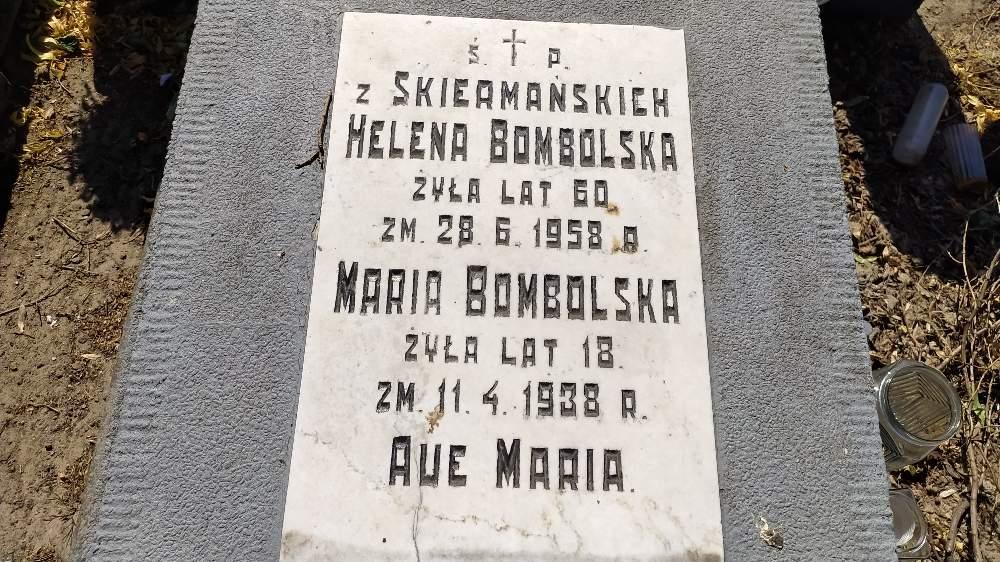 Ś † P.
z SKIERMAŃSKICH
HELENA BOMBOLSKA
ŻYŁA LAT 60
ZM. 28. 6. 1958 R.
MARIA BOMBOLSKA
ŻYŁA LAT 18.
ZM. 11. 4. 1938 R.
AVE MARIA.